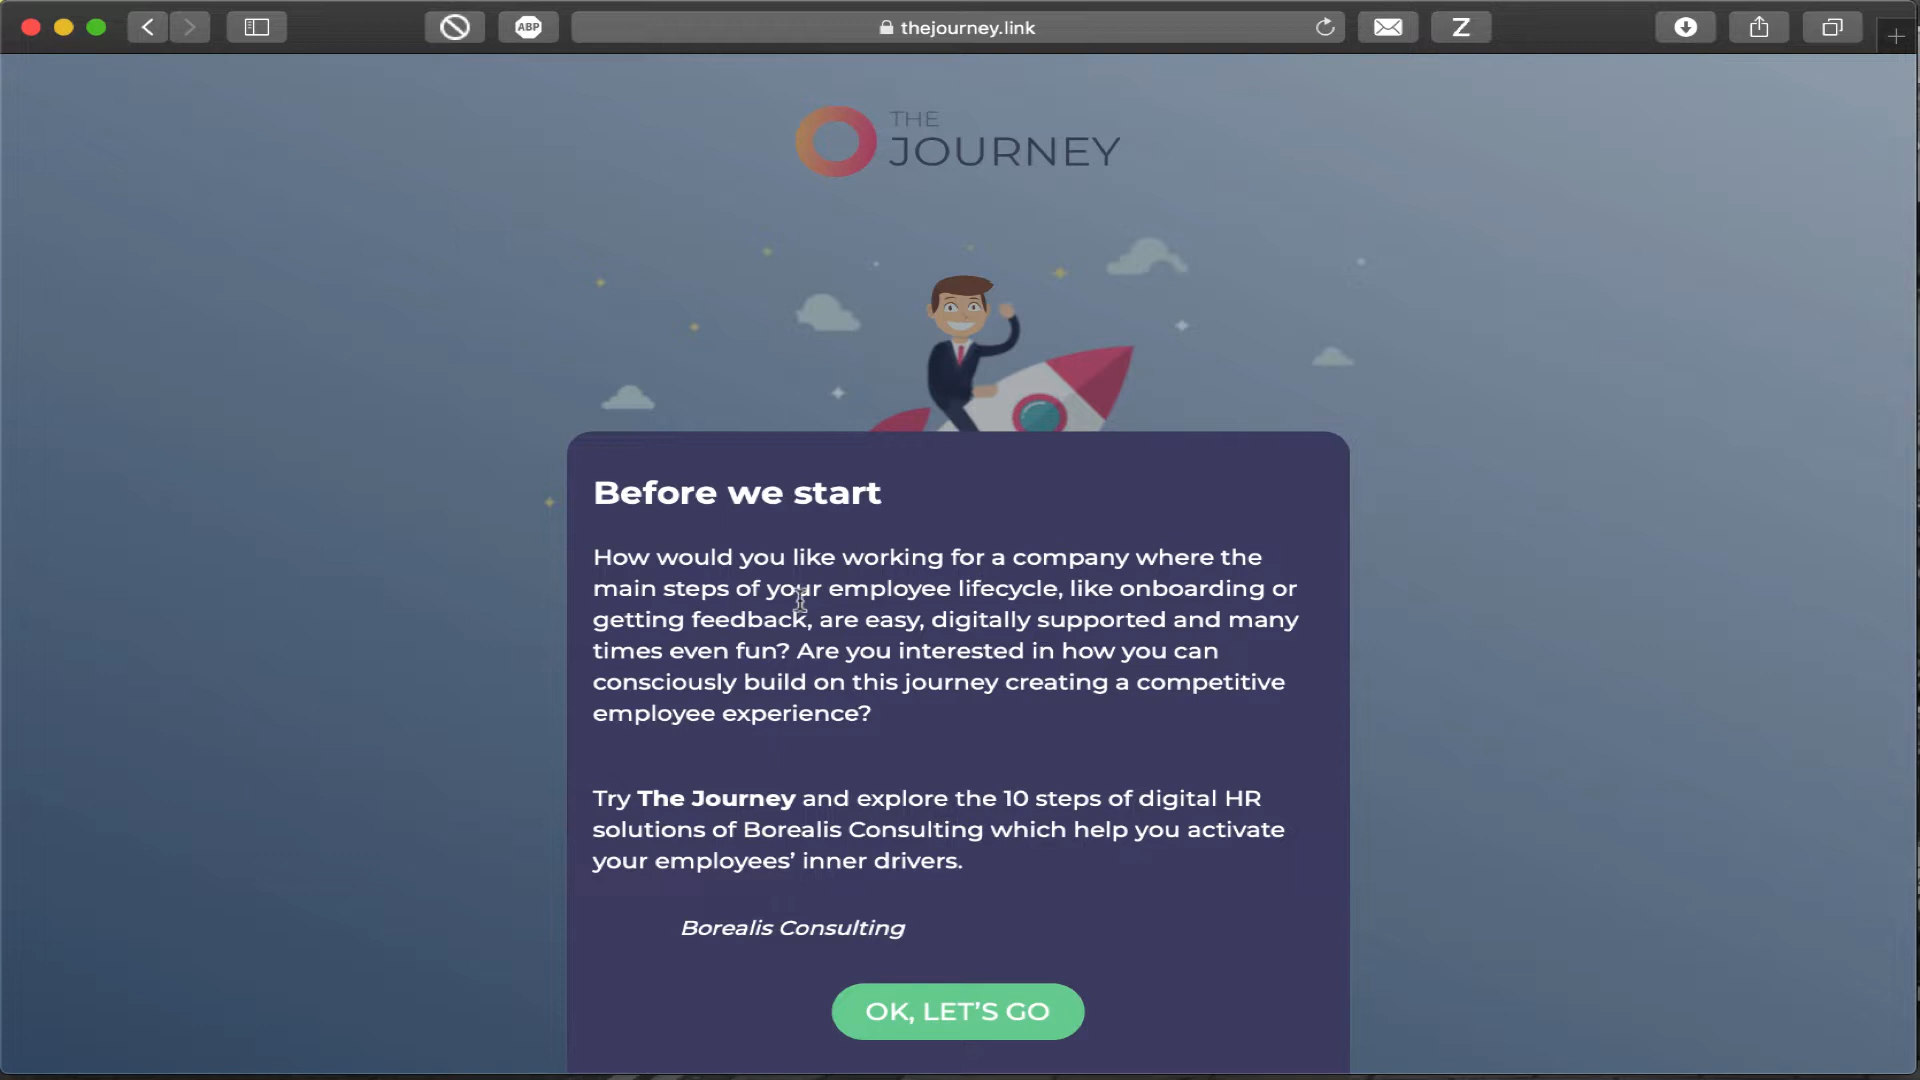 ABP
thejourney.link
Z
THE
JOURNEY
Before we start
How would you like working for a company where the
main steps of your employee lifecycle, like onboarding or
getting feedback, are easy, digitally supported and many
times even fun? Are you interested in how you can
consciously build on this journey creating a competitive
employee experience?
Try The Journey and explore the 10 steps of digital HR
solutions of Borealis Consulting which help you activate
your employees’ inner drivers.
Borealis Consulting
OK, LET’S GO